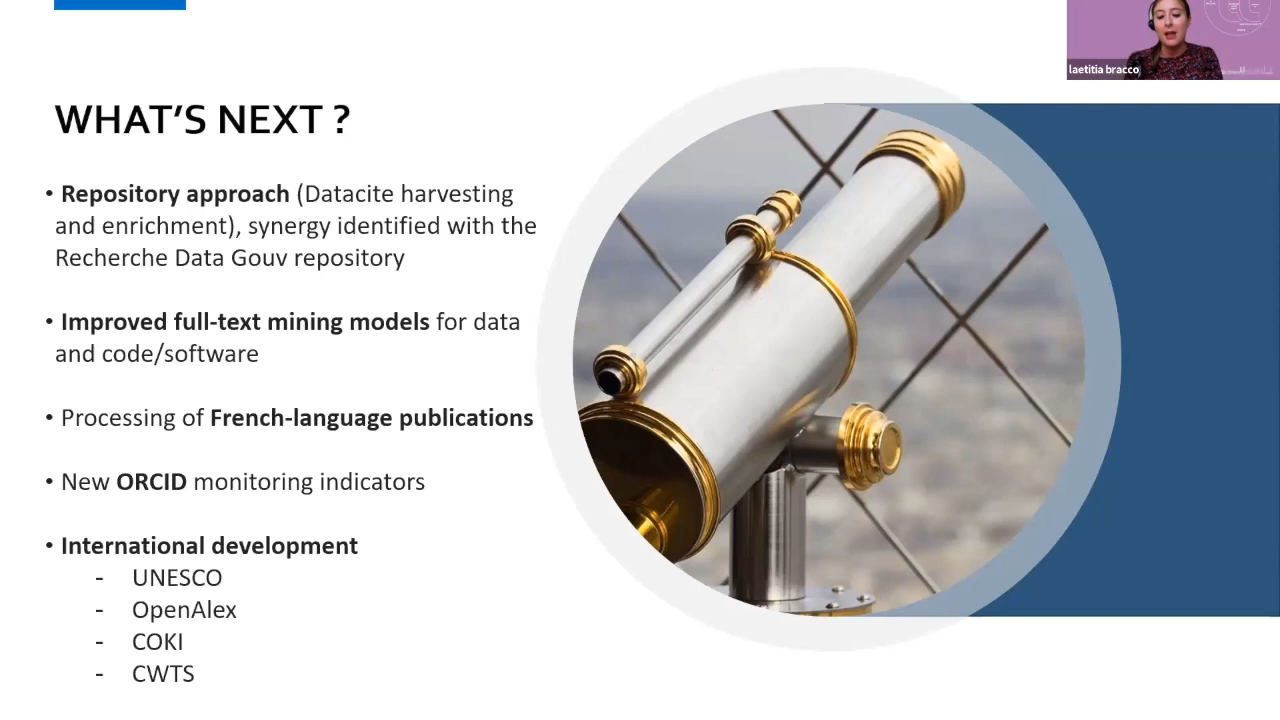 laetitia bracco
WHAT'S NEXT ?
• Repository approach (Datacite harvesting
and enrichment), synergy identified with the
Recherche Data Gouv repository
• Improved full-text mining models for data
and code/software
• Processing of French-language publications
• New ORCID monitoring indicators
• International development
- UNESCO
- OpenAlex
- COKI
- CWTS